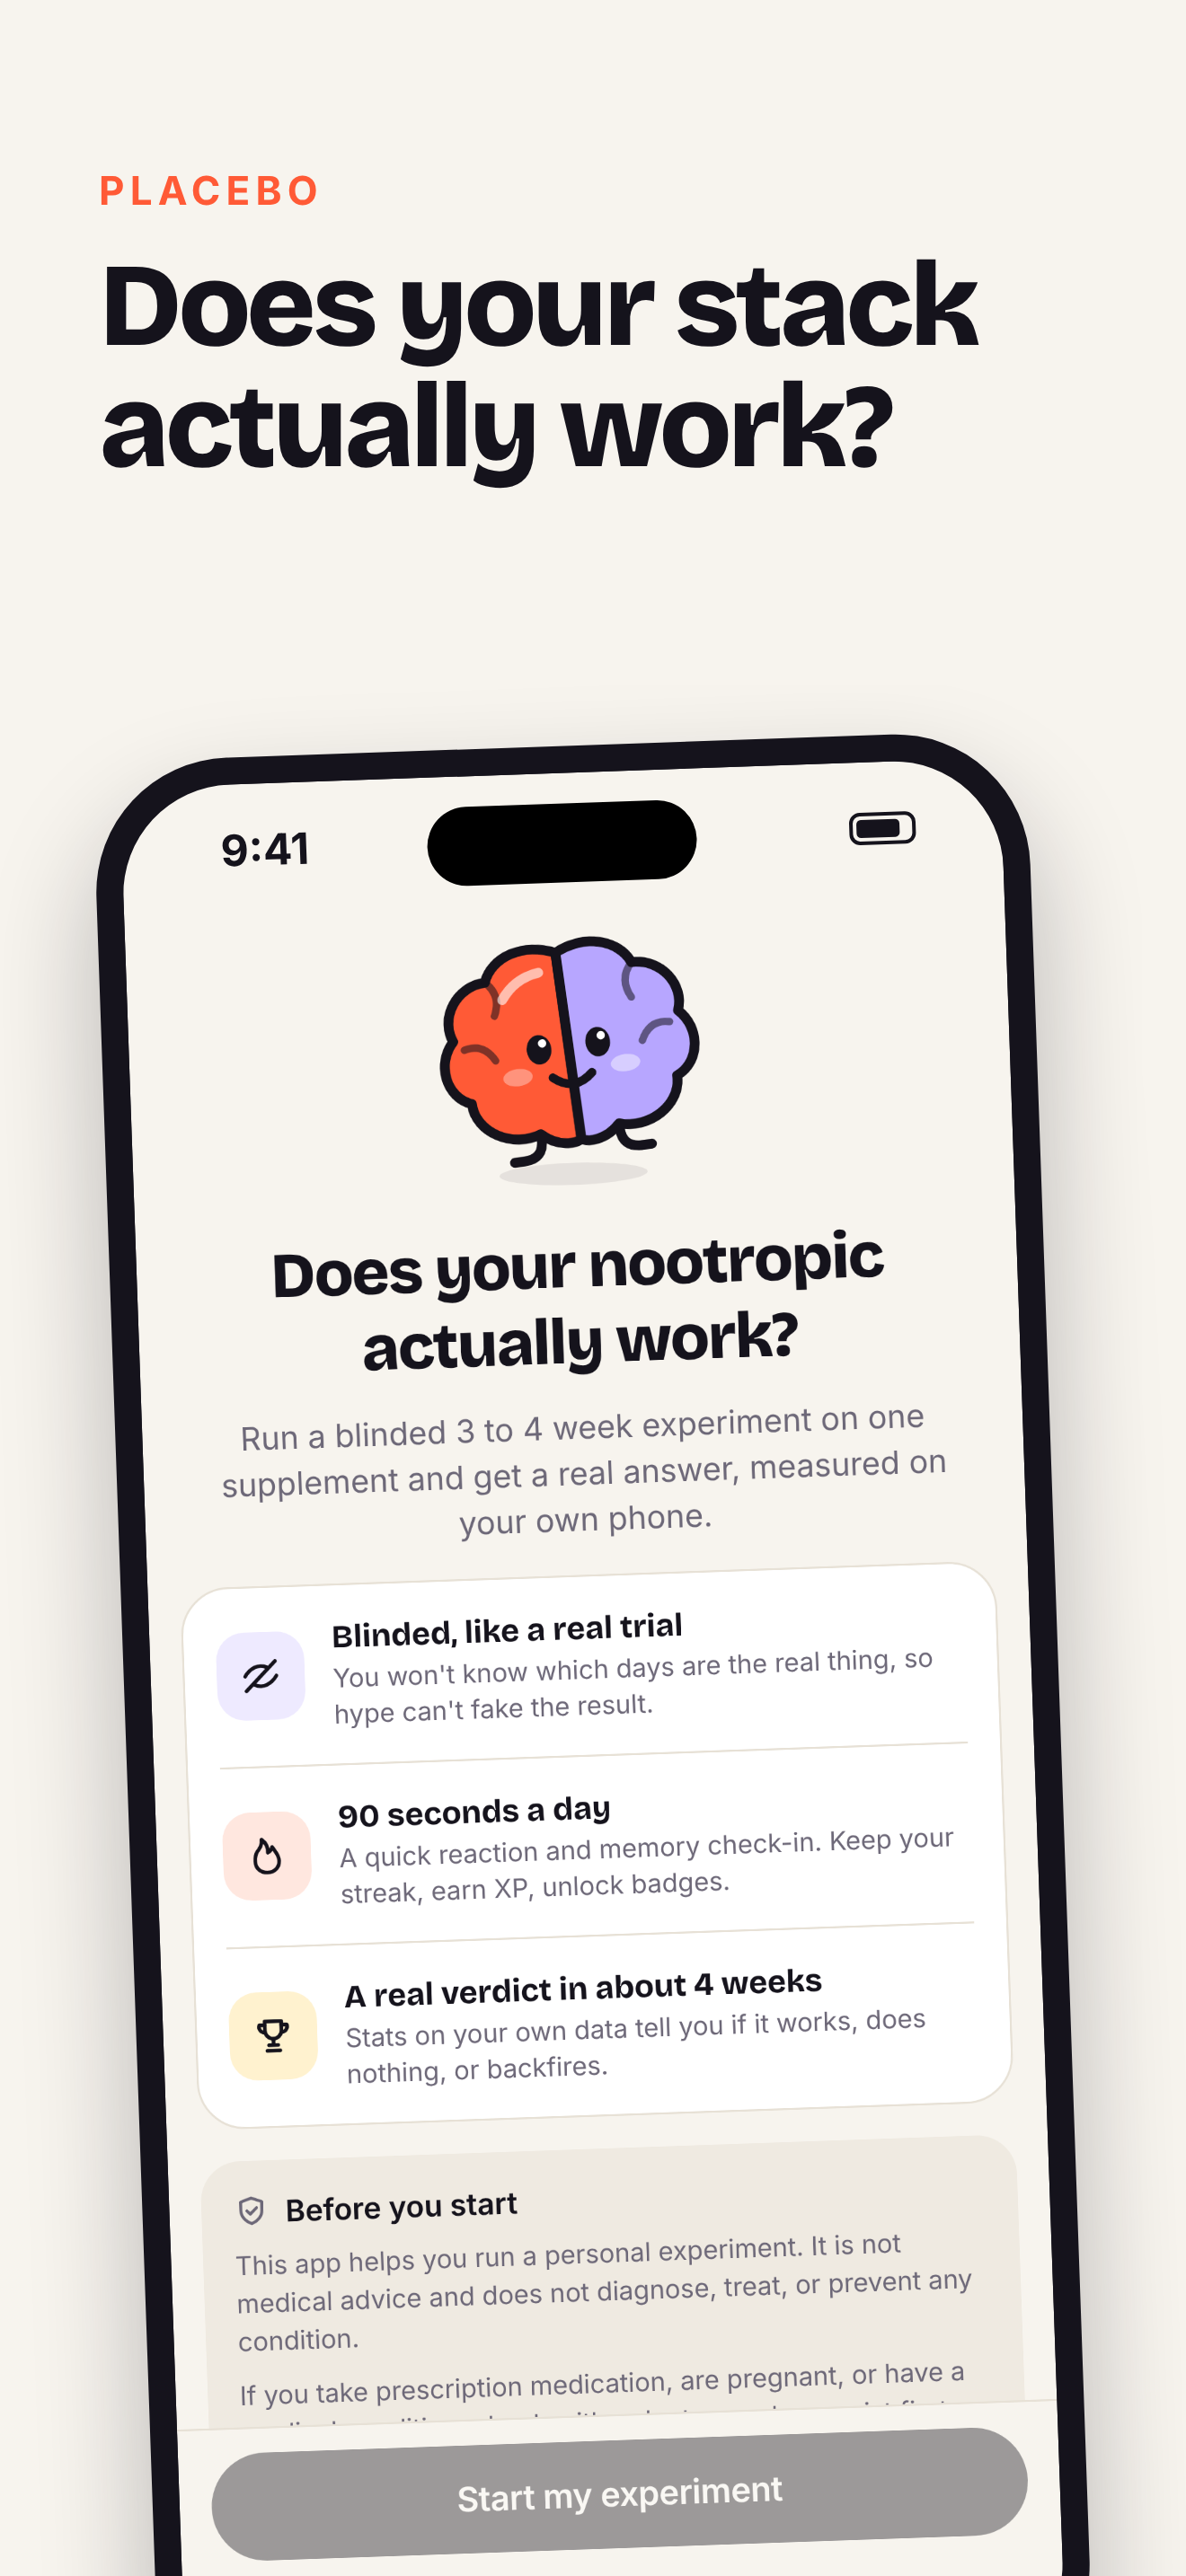 PLACEBO
Does your stack
actually work?
9:41
Does your nootropic
actually work?
Run a blinded 3 to 4 week experiment on one
supplement and get a real answer, measured on
your own phone.
Blinded, like a real trial
You won't know which days are the real thing, so
hype can't fake the result.
90 seconds a day
A quick reaction and memory check-in. Keep your
streak, earn XP, unlock badges.
A real verdict in about 4 weeks
Stats on your own data tell you if it works, does
nothing, or backfires.
Before you start
This app helps you run a personal experiment. It is not
medical advice and does not diagnose, treat, or prevent any
condition.
If you take prescription medication, are pregnant, or have a
Start my experiment